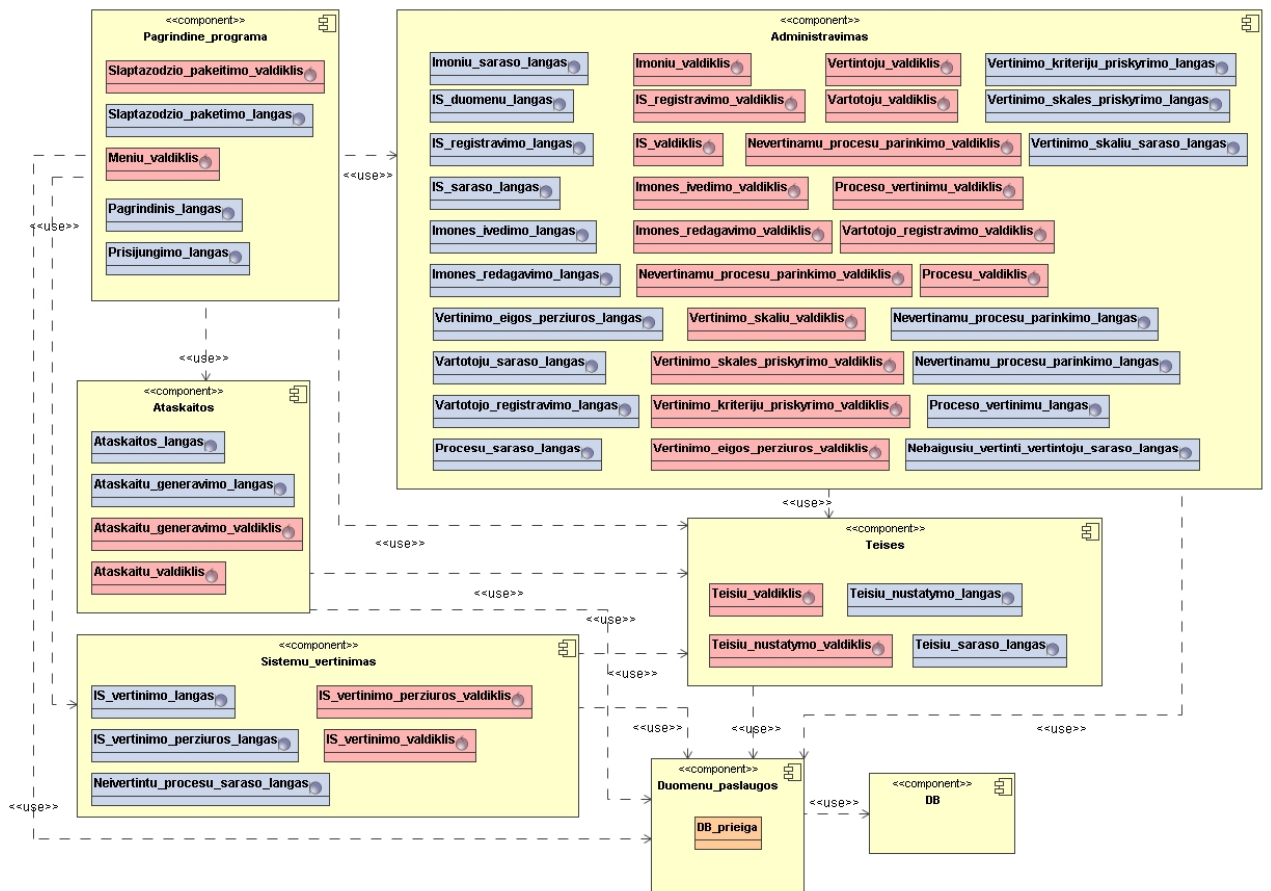 <<component>>
Pagrindine_programa
Slaptazodzio_pakeitimo_valdiklis
Slaptazodzio_paketimo_langas
Meniu_valdiklis
Pagrindinis_langas
Prisijungimo_langas
<<use>>
<<use>>
<<use>>
<<component>>
Administravimas
Imoniu_saraso_langas
Imoniu_valdiklis
Vertintoju_valdiklis
Vertinimo_kriteriju_priskyrimo_langas
IS_duomenu_langas
IS_registravimo_valdiklis
Vartotoju_valdiklis
Vertinimo_skales_priskyrimo_langas
IS_registravimo_langas
IS_valdiklis
Nevertinamu_procesu_parinkimo_valdiklis
Vertinimo_skaliu_saraso_langas
IS_saraso_langas
Imones_ivedimo_valdiklis
Proceso_vertinimu_valdiklis
Imones_ivedimo_langas
Imones_redagavimo_valdiklis
Vartotojo_registravimo_valdiklis
Imones_redagavimo_langas
Nevertinamu_procesu_parinkimo_valdiklis
Procesu_valdiklis
Vertinimo_eigos_perziuros_langas
Vertinimo_skaliu_valdiklis
Nevertinamu_procesu_parinkimo_langas
Vartotoju_saraso_langas
Vertinimo_skales_priskyrimo_valdiklis
Nevertinamu_procesu_parinkimo_langas
Vartotojo_registravimo_langas
Vertinimo_kriteriju_priskyrimo_valdiklis
Proceso_vertinimu_langas
Procesu_saraso_langas
Vertinimo_eigos_perziuros_valdiklis
Nebaigusiu_vertinti_vertintoju_saraso_langas
<<component>>
Ataskaitos
Ataskaitos_langas
Ataskaitu_generavimo_langas
Ataskaitu_generavimo_valdiklis
Ataskaitu_valdiklis
<<use>>
<<use>>
<<use>>
<<component>>
Teises
Teisiu_valdiklis
Teisiu_nustatymo_langas
Teisiu_nustatymo_valdiklis
Teisiu_saraso_langas
<<component>>
Sistemu_vertinimas
IS_vertinimo_langas
IS_vertinimo_perziuros_valdiklis
IS_vertinimo_perziuros_langas
IS_vertinimo_valdiklis
Neivertintu_procesu_saraso_langas
<<use>>
<<use>>
<<use>>
<<use>>
<<use>>
<<use>>
<<component>>
Duomenu_paslaugos
DB_prieiga
<<use>>
<<component>>
DB